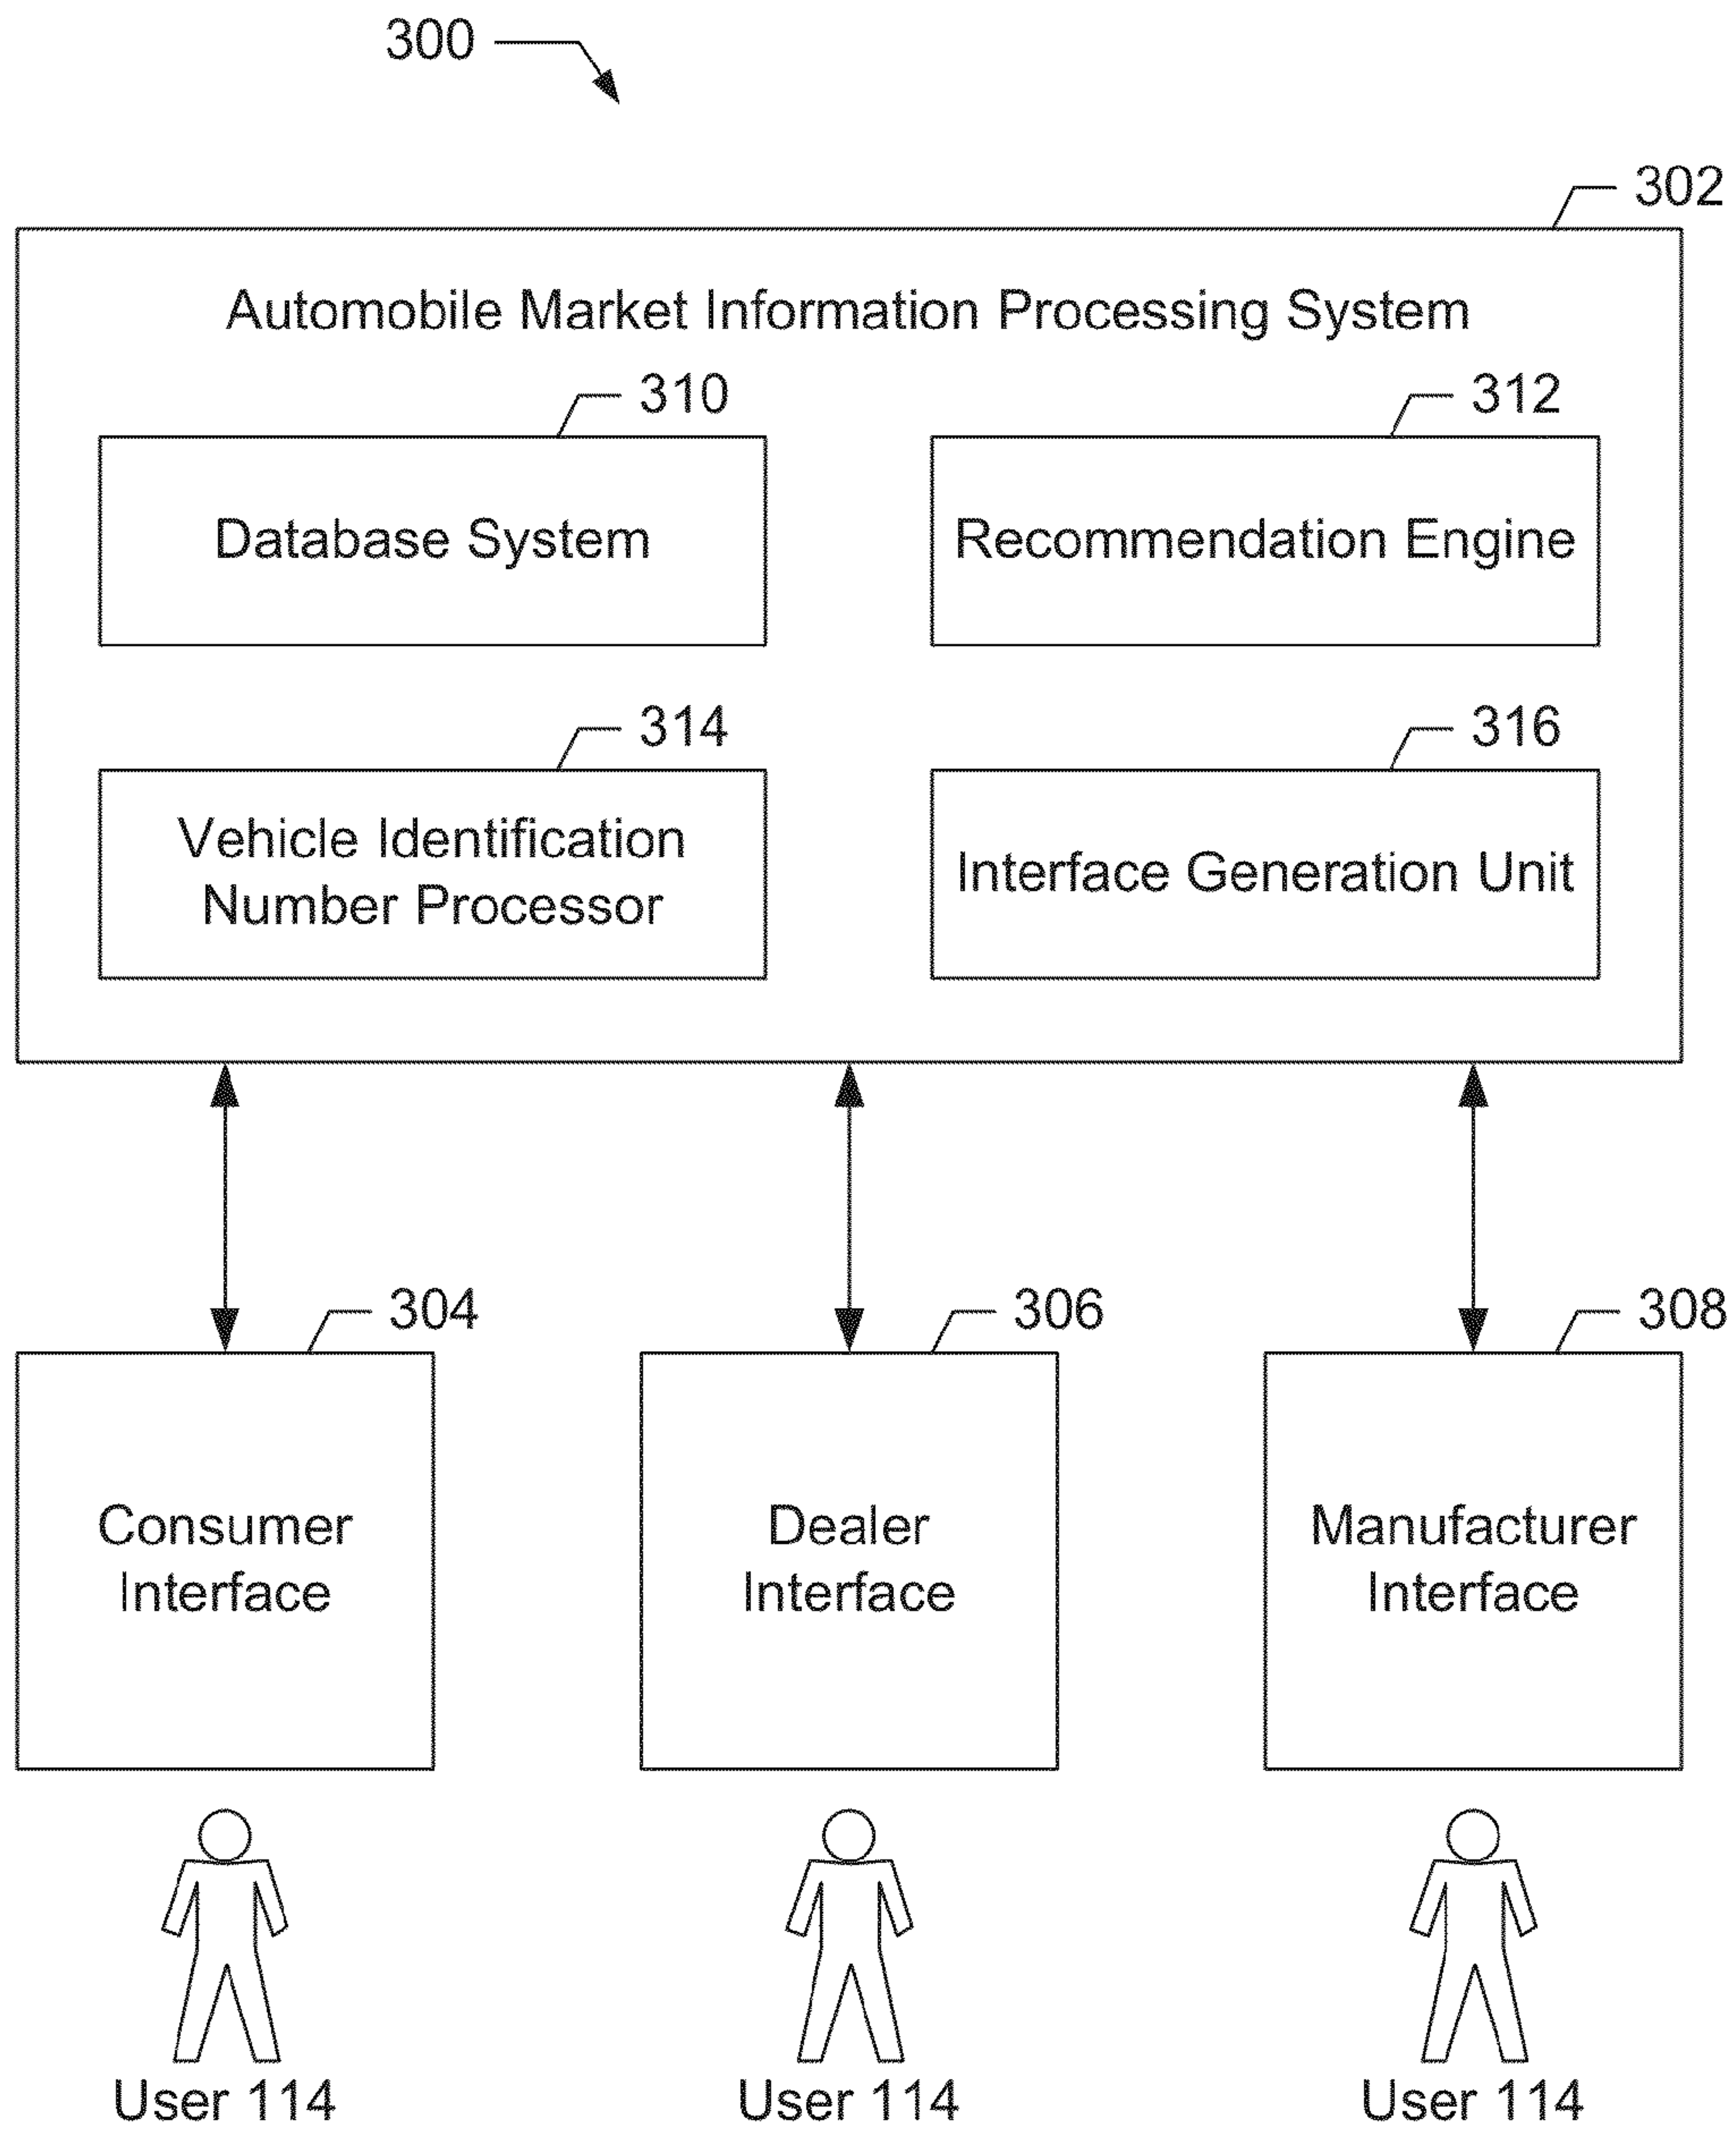 300
302
Automobile Market Information Processing System
310
312
Database System
Recommendation Engine
314
316
Vehicle Identification
Number Processor
Interface Generation Unit
304
306
308
Consumer
Interface
Dealer
Interface
Manufacturer
Interface
User 114
User 114
User 114